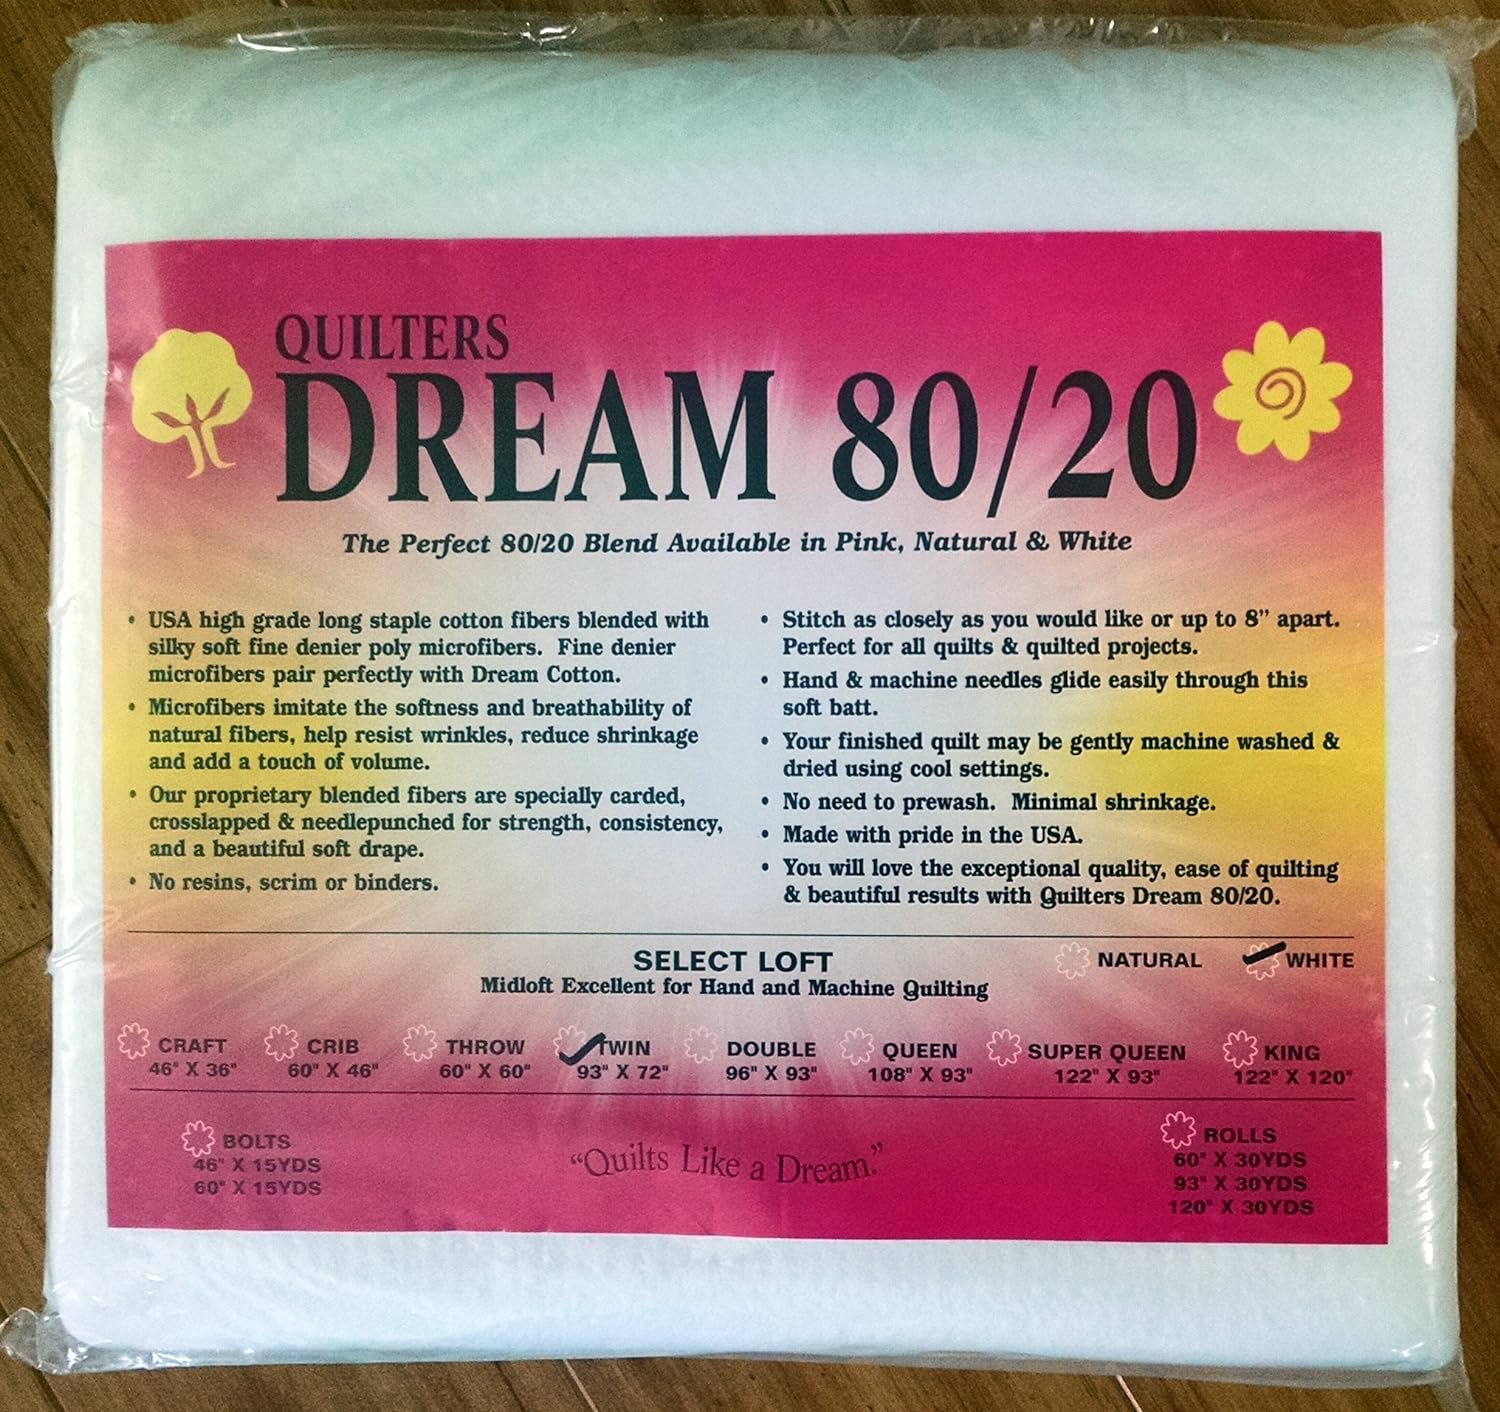 QUILTERS
DREAM 80/20
The Perfect 80/20 Blend Available in Pink, Natural & White
• USA high grade long staple cotton fibers blended with
silky soft fine denier poly microfibers. Fine denier
microfibers pair perfectly with Dream Cotton.
• Microfibers imitate the softness and breathability of
natural fibers, help resist wrinkles, reduce shrinkage
and add a touch of volume.
• Our proprietary blended fibers are specially carded,
crosslapped & needlepunched for strength, consistency,
and a beautiful soft drape.
• No resins, scrim or binders.
• Stitch as closely as you would like or up to 8” apart.
Perfect for all quilts & quilted projects.
• Hand & machine needles glide easily through this
soft batt.
• Your finished quilt may be gently machine washed &
dried using cool settings.
• No need to prewash. Minimal shrinkage.
• Made with pride in the USA.
• You will love the exceptional quality, ease of quilting
& beautiful results with Quilters Dream 80/20.
SELECT LOFT
Midloft Excellent for Hand and Machine Quilting
NATURAL WHITE
CRAFT CRIB THROW TWIN DOUBLE QUEEN SUPER QUEEN KING
46" X 36" 60" X 46" 60" X 60" 93" X 72" 96" X 93" 108" X 93" 122" X 93" 122" X 120"
BOLTS
46" X 15YDS
60" X 15YDS
“Quilts Like a Dream.”
ROLLS
60" X 30YDS
93" X 30YDS
120" X 30YDS